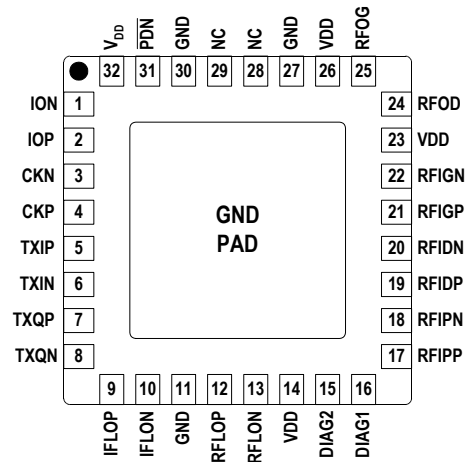 VDD PDN GND NC NC GND VDD RFOG
32 31 30 29 28 27 26 25
ION 1
IOP 2
CKN 3
CKP 4
TXIP 5
TXIN 6
TXQP 7
TXQN 8
GND
PAD
24 RFOD
23 VDD
22 RFIGN
21 RFIGP
20 RFIDN
19 RFIDP
18 RFIPN
17 RFIPP
9 10 11 12 13 14 15 16
IFLOP IFLON GND RFLOP RFLON VDD DIAG2 DIAG1